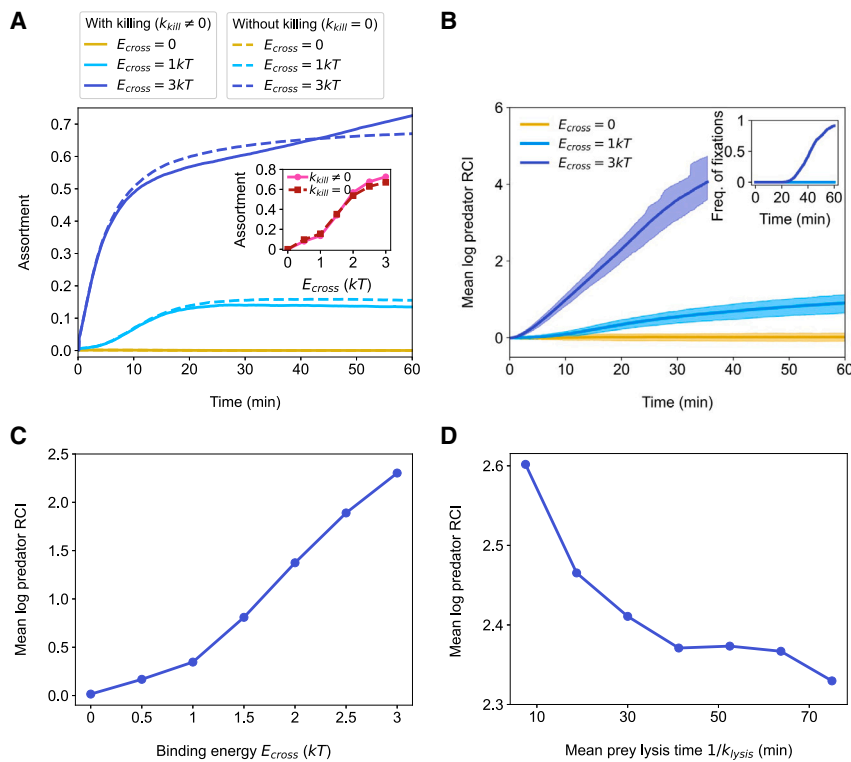 A
With killing (k_kill ≠ 0)
E_cross = 0
E_cross = 1kT
E_cross = 3kT
Without killing (k_kill = 0)
E_cross = 0
E_cross = 1kT
E_cross = 3kT
0.7
0.6
0.5
0.4
0.3
0.2
0.1
0.0
Assortment
0 10 20 30 40 50 60
Time (min)
0.8
0.6
0.4
0.2
0
Assortment
k_kill ≠ 0
k_kill = 0
0 1 2 3
E_cross (kT)
B
6
4
2
0
Mean log predator RCI
E_cross = 0
E_cross = 1kT
E_cross = 3kT
0 10 20 30 40 50 60
Time (min)
1
0.5
0
Freq. of fixations
0 20 40 60
Time (min)
C
2.5
2.0
1.5
1.0
0.5
0.0
Mean log predator RCI
0 0.5 1 1.5 2 2.5 3
Binding energy E_cross (kT)
D
2.6
2.5
2.4
2.3
Mean log predator RCI
10 30 50 70
Mean prey lysis time 1/k_lysis (min)